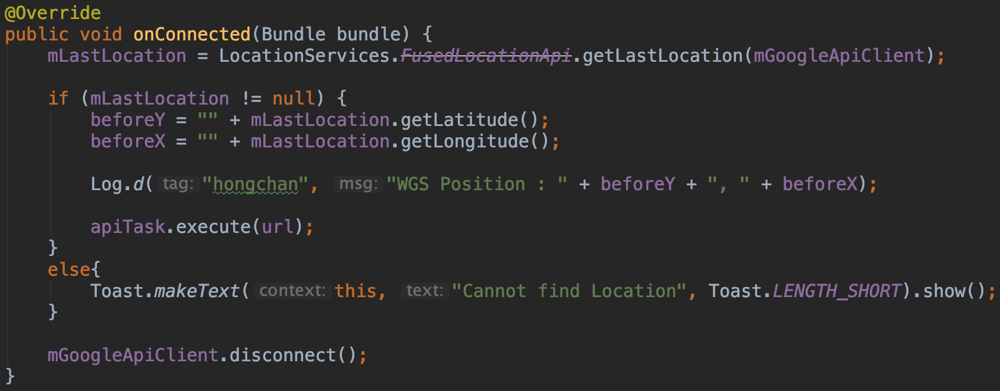 @Override
public void onConnected(Bundle bundle) {
    mLastLocation = LocationServices.FusedLocationApi.getLastLocation(mGoogleApiClient);

    if (mLastLocation != null) {
        beforeY = "" + mLastLocation.getLatitude();
        beforeX = "" + mLastLocation.getLongitude();

        Log.d( tag: "hongchan", msg: "WGS Position : " + beforeY + ", " + beforeX);

        apiTask.execute(url);
    }
    else{
        Toast.makeText( context: this, text: "Cannot find Location", Toast.LENGTH_SHORT).show();
    }

    mGoogleApiClient.disconnect();
}